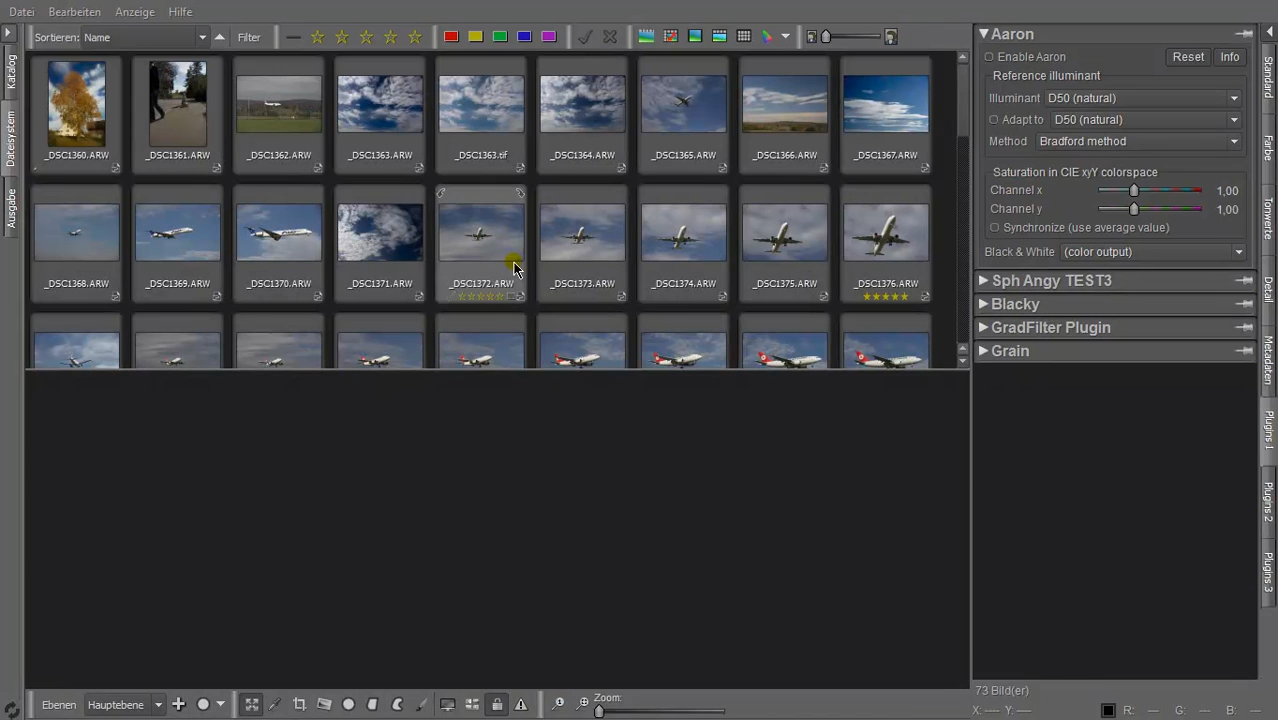 Datei Bearbeiten Anzeige Hilfe
Sortieren: Name Filter
Katalog
Dateisystem
Ausgabe
_DSC1360.ARW _DSC1361.ARW _DSC1362.ARW _DSC1363.ARW _DSC1363.tif _DSC1364.ARW _DSC1365.ARW _DSC1366.ARW _DSC1367.ARW
_DSC1368.ARW _DSC1369.ARW _DSC1370.ARW _DSC1371.ARW _DSC1372.ARW _DSC1373.ARW _DSC1374.ARW _DSC1375.ARW _DSC1376.ARW
Aaron
Enable Aaron Reset Info
Reference illuminant
Illuminant D50 (natural)
Adapt to D50 (natural)
Method Bradford method
Saturation in CIE xyY colorspace
Channel x 1,00
Channel y 1,00
Synchronize (use average value)
Black & White (color output)
Sph Angy TEST3
Blacky
GradFilter Plugin
Grain
Standard
Farbe
Tonwerte
Detail
Metadaten
Plugins 1
Plugins 2
Plugins 3
73 Bild(er)
Ebenen Hauptebene Zoom:
X: ---- Y: ---- R: --- G: --- B: ---